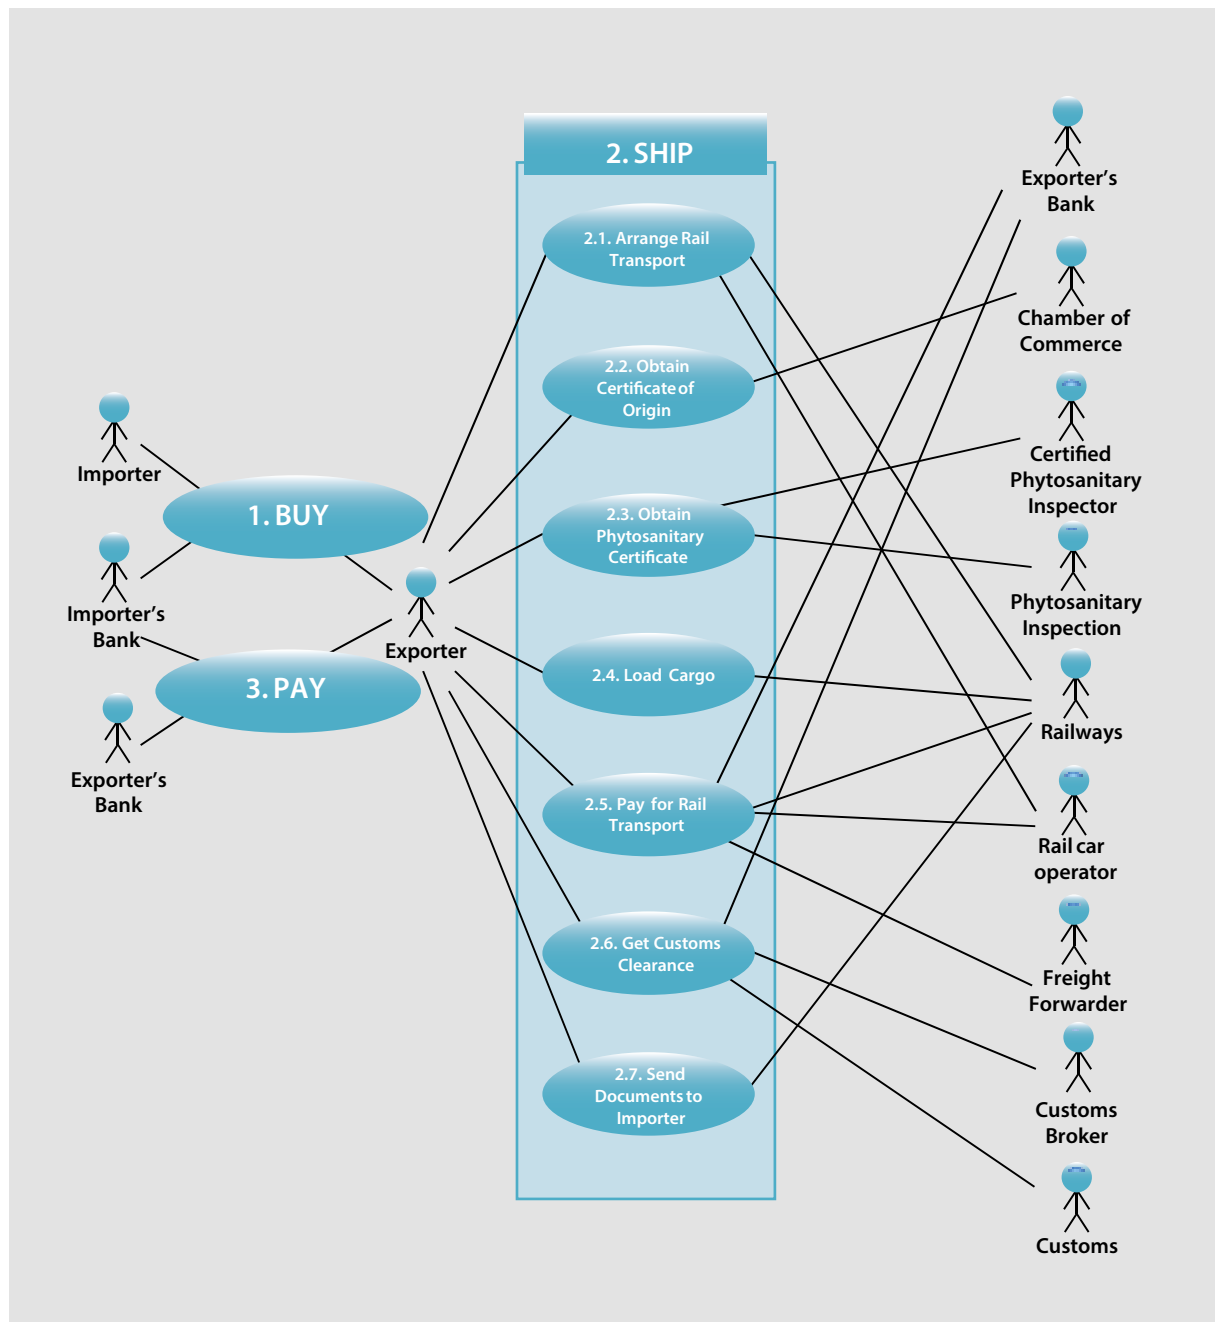 Importer
1. BUY
Importer's
Bank
3. PAY
Exporter's
Bank
Exporter
2. SHIP
2.1. Arrange Rail
Transport
2.2. Obtain
Certificate of
Origin
2.3. Obtain
Phytosanitary
Certificate
2.4. Load Cargo
2.5. Pay for Rail
Transport
2.6. Get Customs
Clearance
2.7. Send
Documents to
Importer
Exporter's
Bank
Chamber of
Commerce
Certified
Phytosanitary
Inspector
Phytosanitary
Inspection
Railways
Rail car
operator
Freight
Forwarder
Customs
Broker
Customs